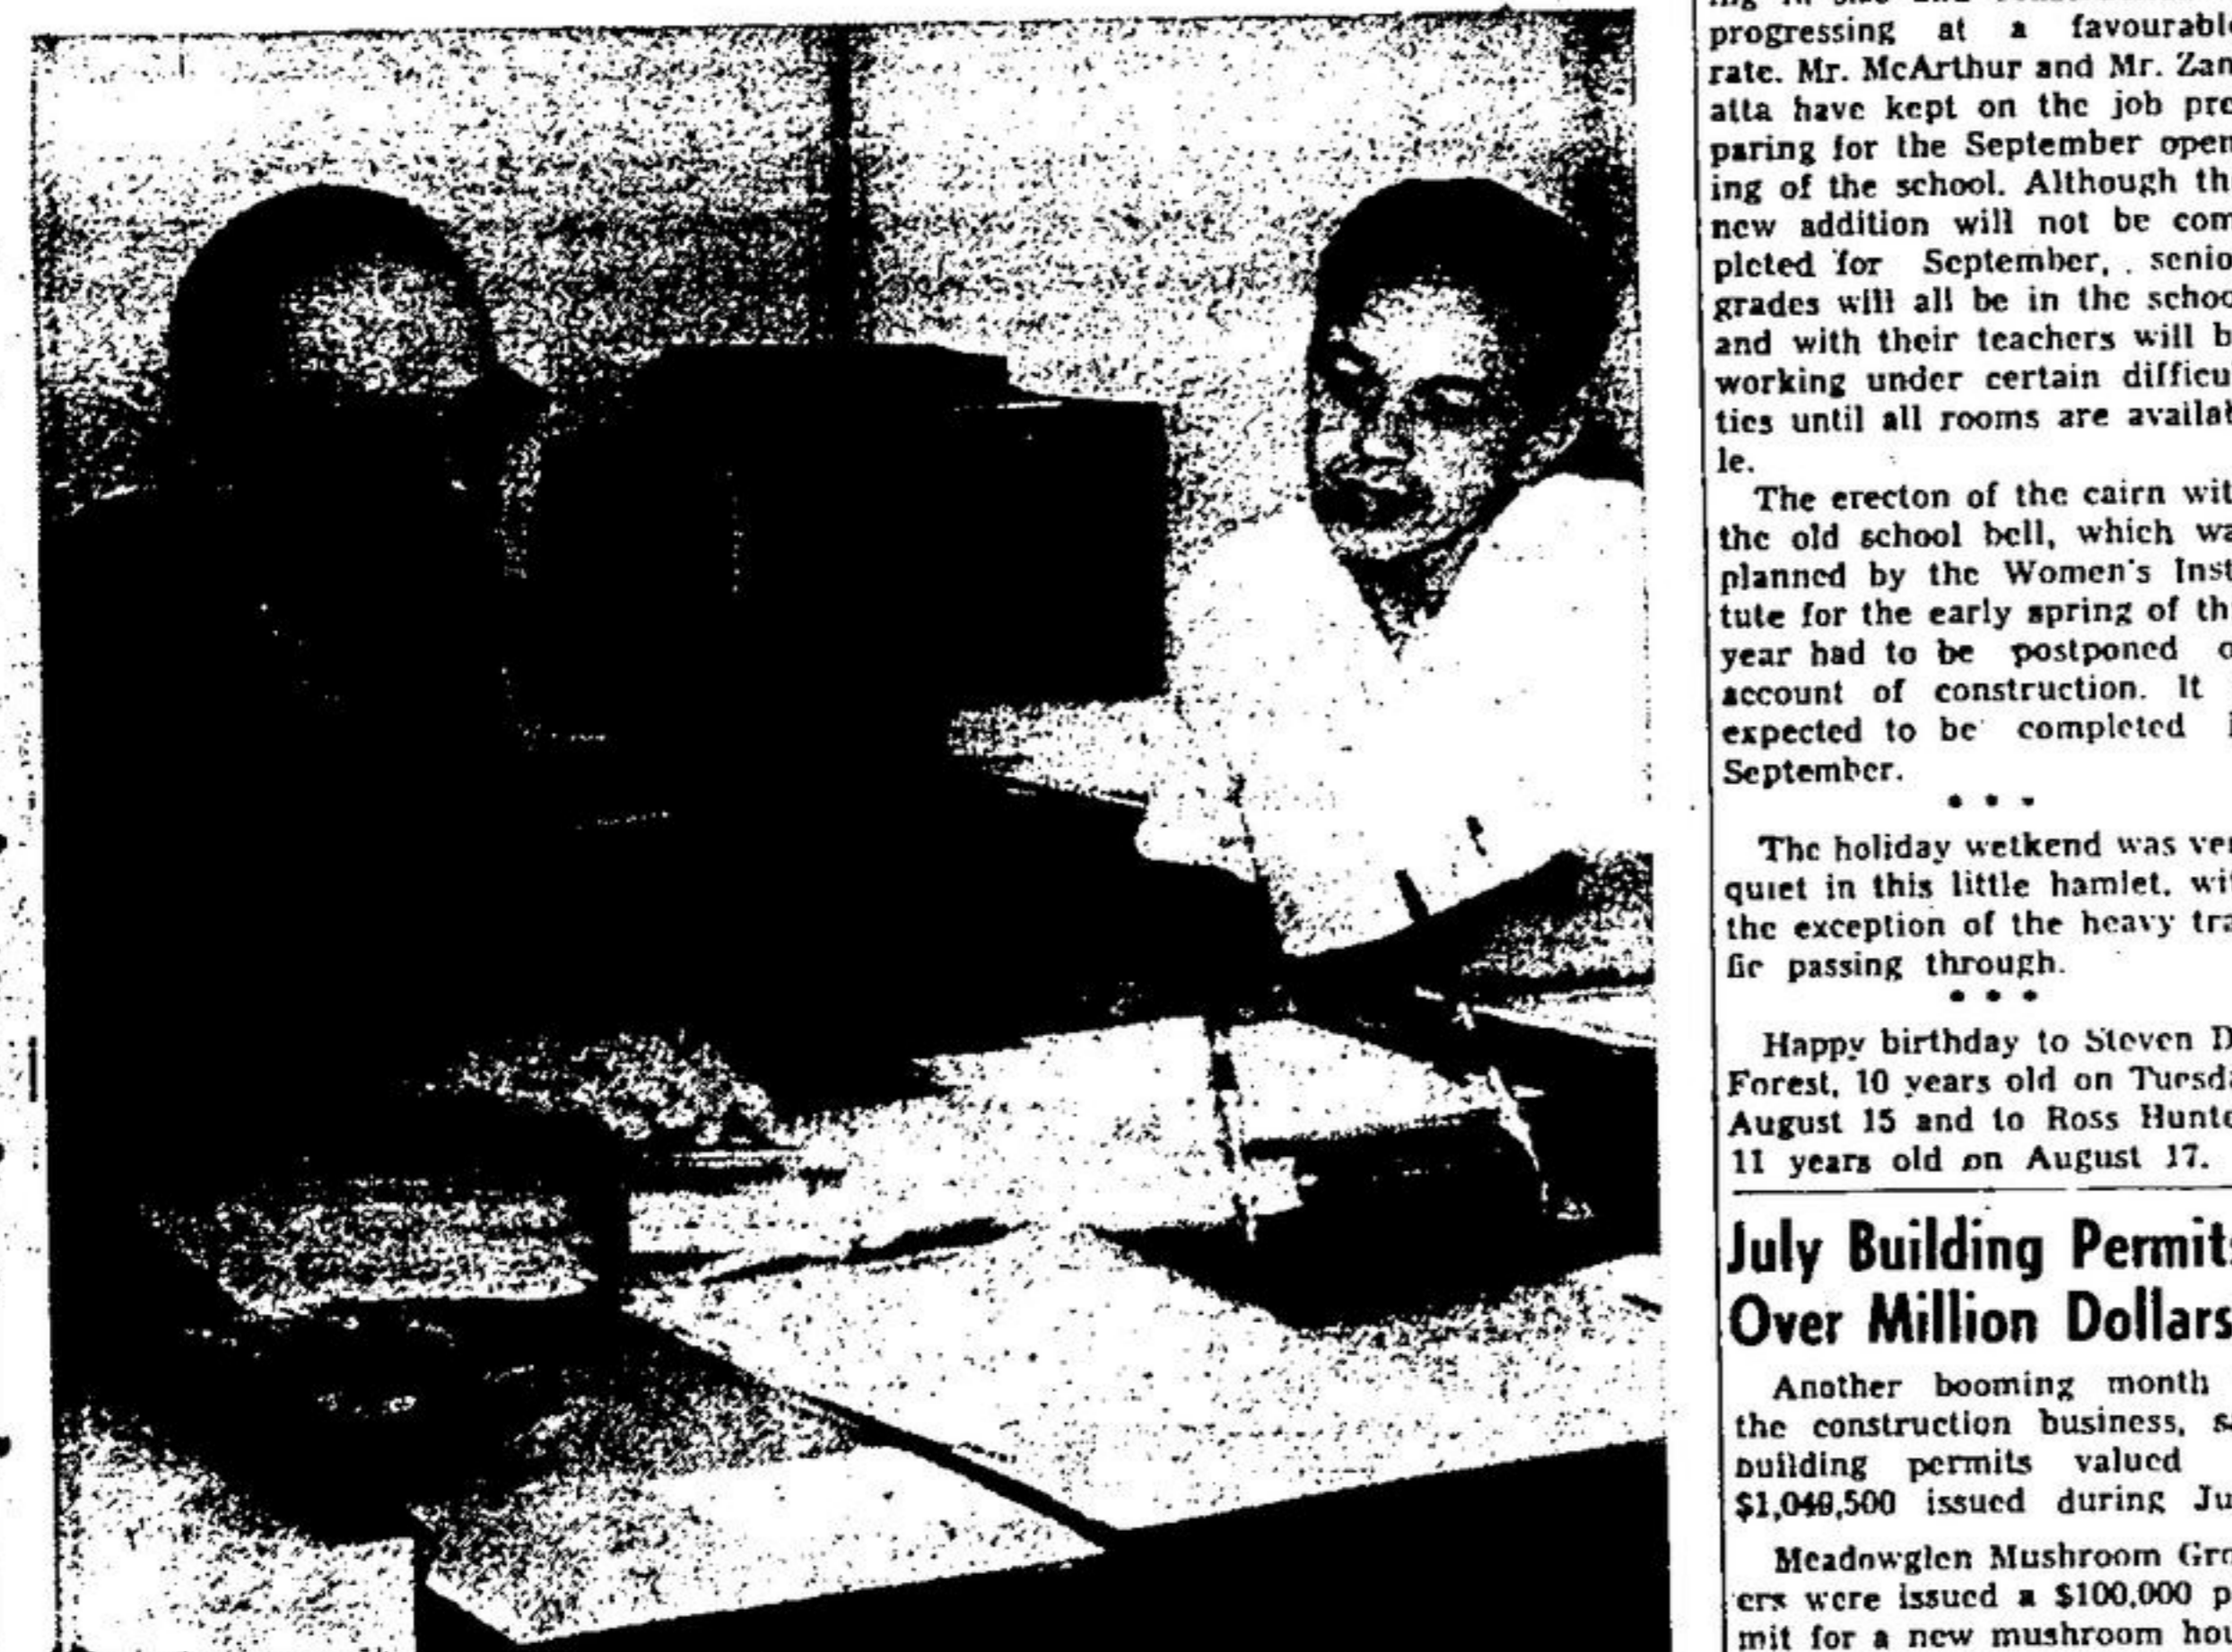 progressing at a favourable
rate. Mr. McArthur and Mr. Zan
atta have kept on the job pre
paring for the September open
ing of the school. Although th
new addition will not be com
pleted for September, . senio
grades will all be in the schoo
and with their teachers will b
working under certain difficu
ties until all rooms are availab
le.
The erecton of the cairn wit
the old school bell, which wa
planned by the Women's Inst
tute for the early spring of th
year had to be postponed o
account of construction. It
expected to be completed i
September.
• • •
The holiday wetkend was ver
quiet in this little hamlet, wit
the exception of the heavy tra
fic passing through.
• • •
Happy birthday to Steven D
Forest, 10 years old on Tuesda
August 15 and to Ross Hunte
11 years old on August 17.
July Building Permits
Over Million Dollars
Another booming month
the construction business, s
building permits valued
issued during Ju
Meadowglen Mushroom Gro
ers were issued a $100,000 p
mit for a new mushroom hou